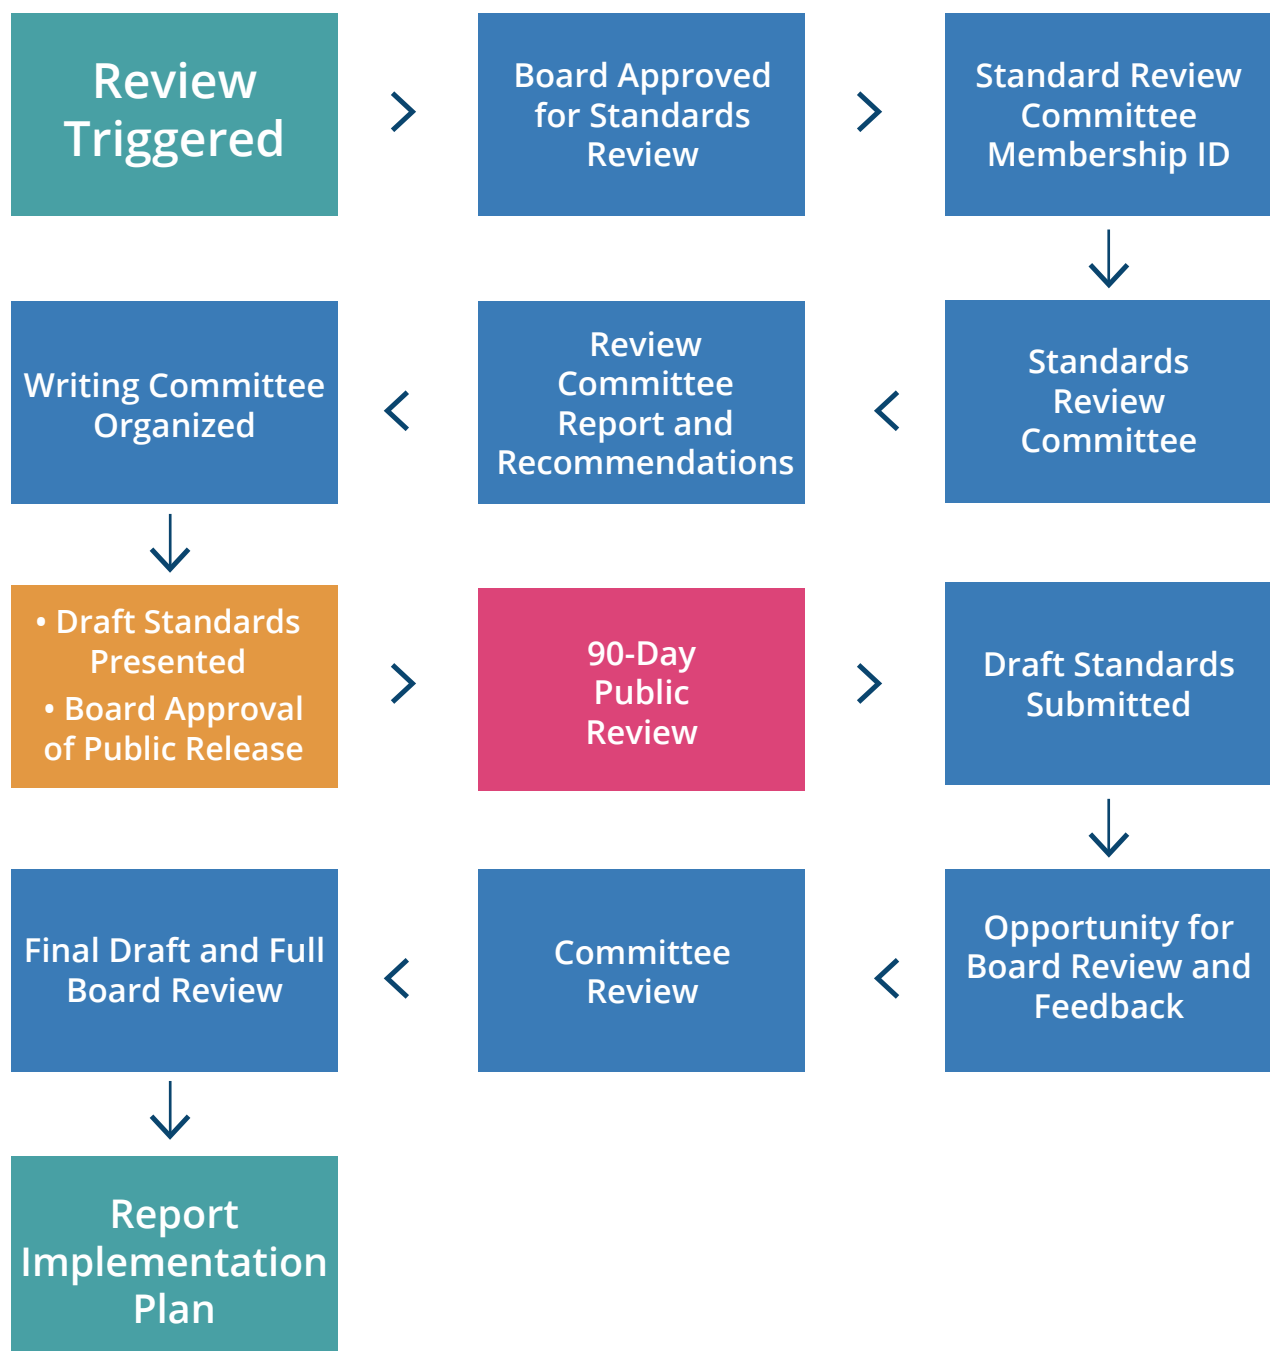 Review
Triggered
Board Approved
for Standards
Review
Standard Review
Committee
Membership ID
Standards
Review
Committee
Review
Committee
Report and
Recommendations
Writing Committee
Organized
• Draft Standards
Presented
• Board Approval
of Public Release
90-Day
Public
Review
Draft Standards
Submitted
Opportunity for
Board Review and
Feedback
Committee
Review
Final Draft and Full
Board Review
Report
Implementation
Plan